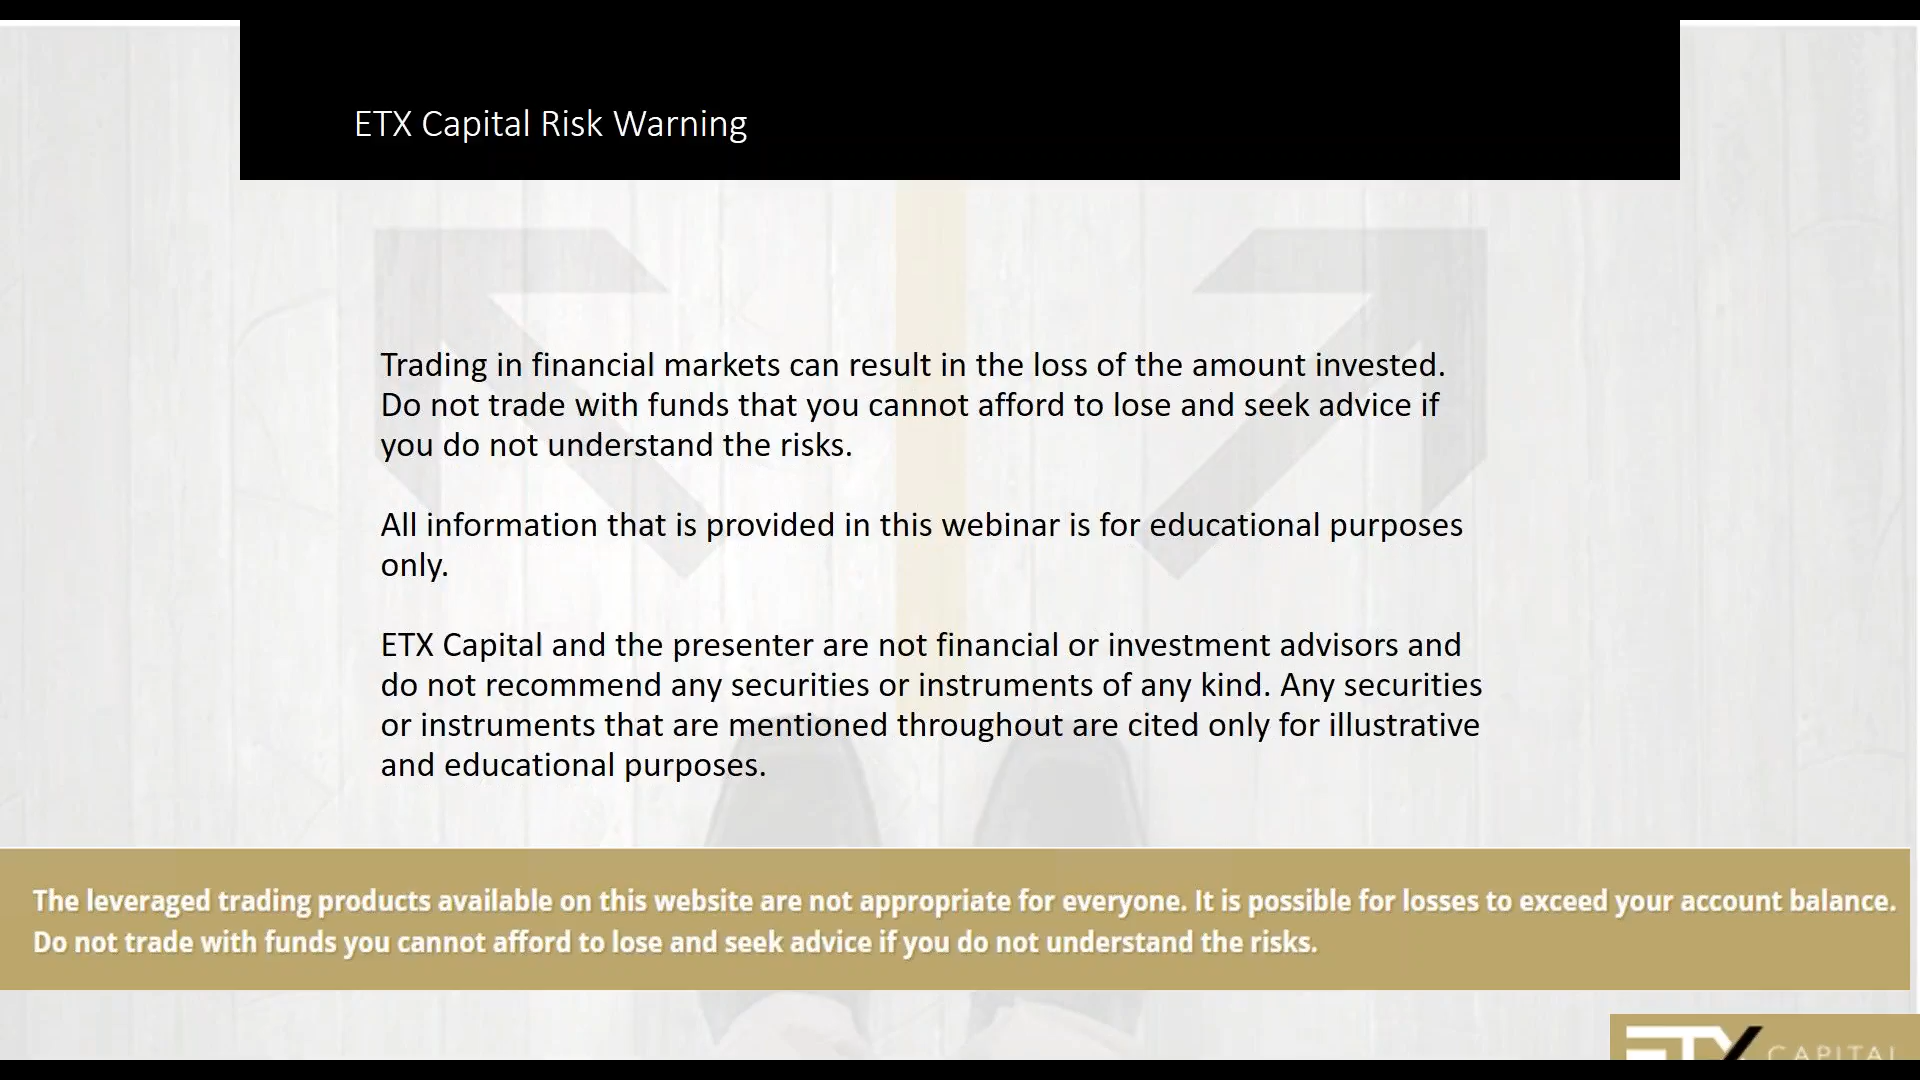 ETX Capital Risk Warning
Trading in financial markets can result in the loss of the amount invested.
Do not trade with funds that you cannot afford to lose and seek advice if
you do not understand the risks.
All information that is provided in this webinar is for educational purposes
only.
ETX Capital and the presenter are not financial or investment advisors and
do not recommend any securities or instruments of any kind. Any securities
or instruments that are mentioned throughout are cited only for illustrative
and educational purposes.
The leveraged trading products available on this website are not appropriate for everyone. It is possible for losses to exceed your account balance.
Do not trade with funds you cannot afford to lose and seek advice if you do not understand the risks.
ETX CAPITAL